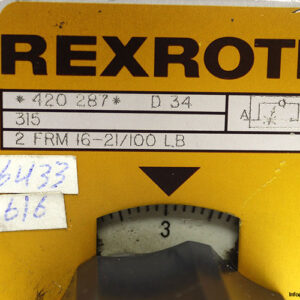 REXROTH
*420 287* D 34
315
A
2 FRM 16-21/100 LB
6433
616
3